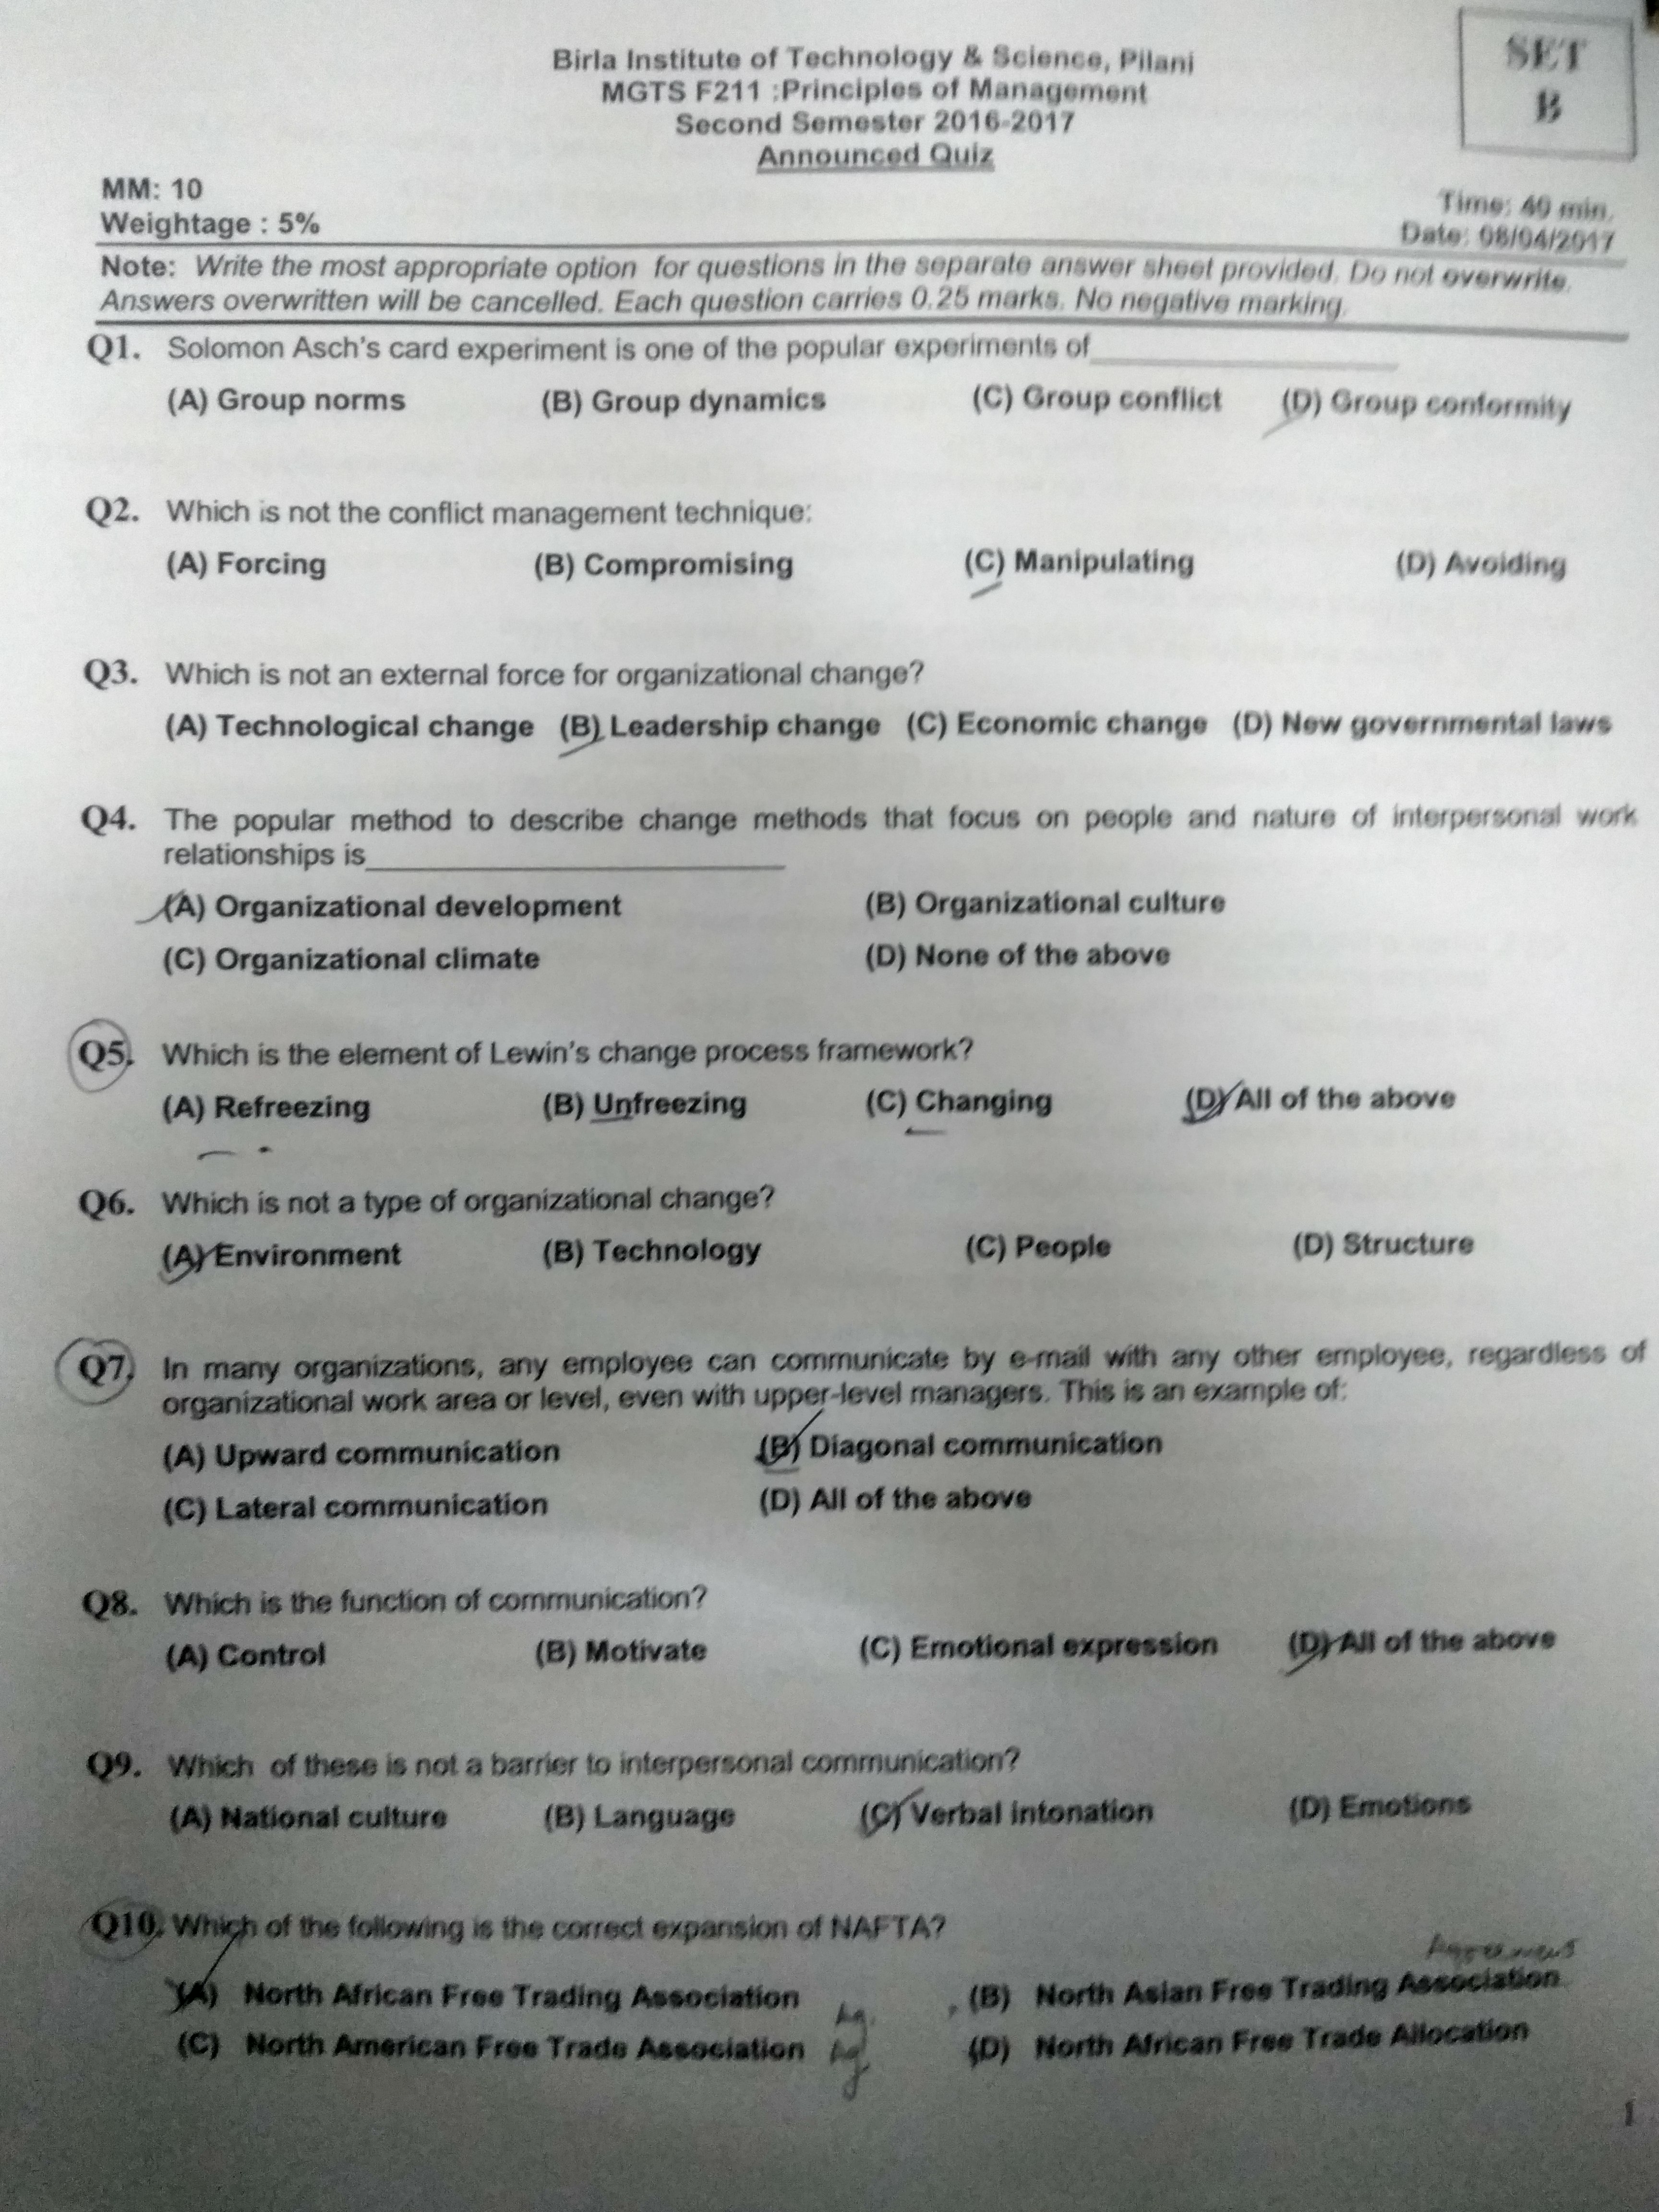 SET
B
Birla Institute of Technology & Science, Pilani
MGTS F211 :Principles of Management
Second Semester 2016-2017
Announced Quiz
MM: 10
Time: 40 min.
Weightage : 5%
Date: 08/04/2017
Note: Write the most appropriate option for questions in the separate answer sheet provided. Do not overwrite.
Answers overwritten will be cancelled. Each question carries 0.25 marks. No negative marking.
Q1. Solomon Asch's card experiment is one of the popular experiments of
(A) Group norms (B) Group dynamics (C) Group conflict (D) Group conformity
Q2. Which is not the conflict management technique:
(A) Forcing (B) Compromising (C) Manipulating (D) Avoiding
Q3. Which is not an external force for organizational change?
(A) Technological change (B) Leadership change (C) Economic change (D) New governmental laws
Q4. The popular method to describe change methods that focus on people and nature of interpersonal work
relationships is
(A) Organizational development (B) Organizational culture
(C) Organizational climate (D) None of the above
Q5. Which is the element of Lewin's change process framework?
(A) Refreezing (B) Unfreezing (C) Changing (D) All of the above
Q6. Which is not a type of organizational change?
(A) Environment (B) Technology (C) People (D) Structure
Q7. In many organizations, any employee can communicate by e-mail with any other employee, regardless of
organizational work area or level, even with upper-level managers. This is an example of:
(A) Upward communication (B) Diagonal communication
(C) Lateral communication (D) All of the above
Q8. Which is the function of communication?
(A) Control (B) Motivate (C) Emotional expression (D) All of the above
Q9. Which of these is not a barrier to interpersonal communication?
(A) National culture (B) Language (C) Verbal intonation (D) Emotions
Q10. Which of the following is the correct expansion of NAFTA?
(A) North African Free Trading Association (B) North Asian Free Trading Association
(C) North American Free Trade Association (D) North African Free Trade Allocation
1